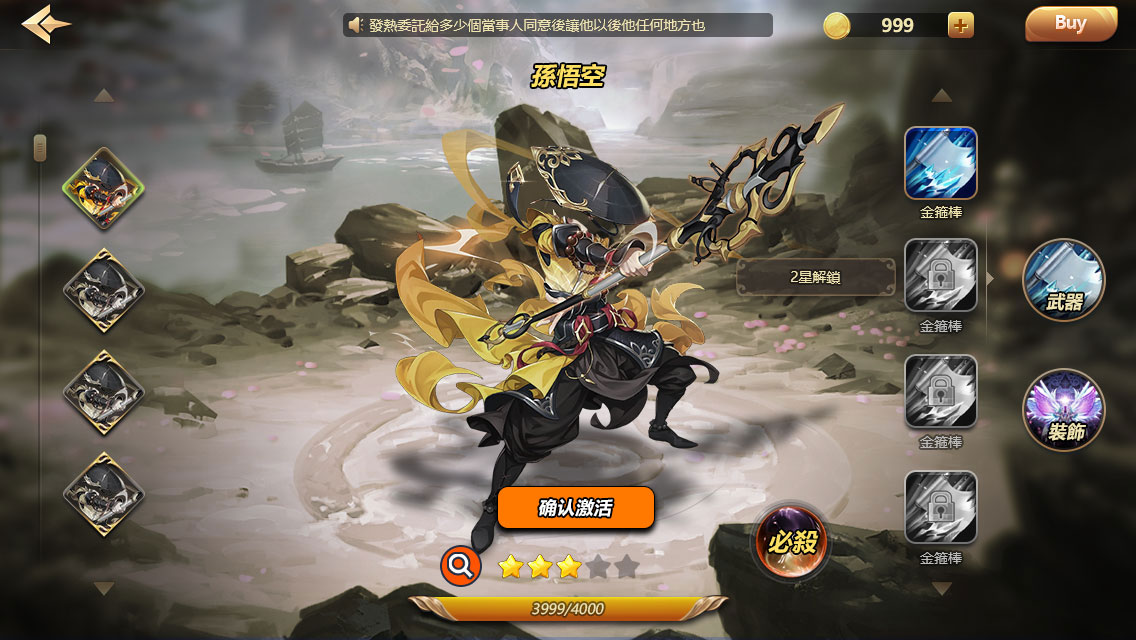 發熱委託給多少個當事人同意後讓他以後他任何地方也
999
Buy
孫悟空
金箍棒
2星解鎖
金箍棒
武器
金箍棒
裝飾
确认激活
必殺
金箍棒
3999/4000